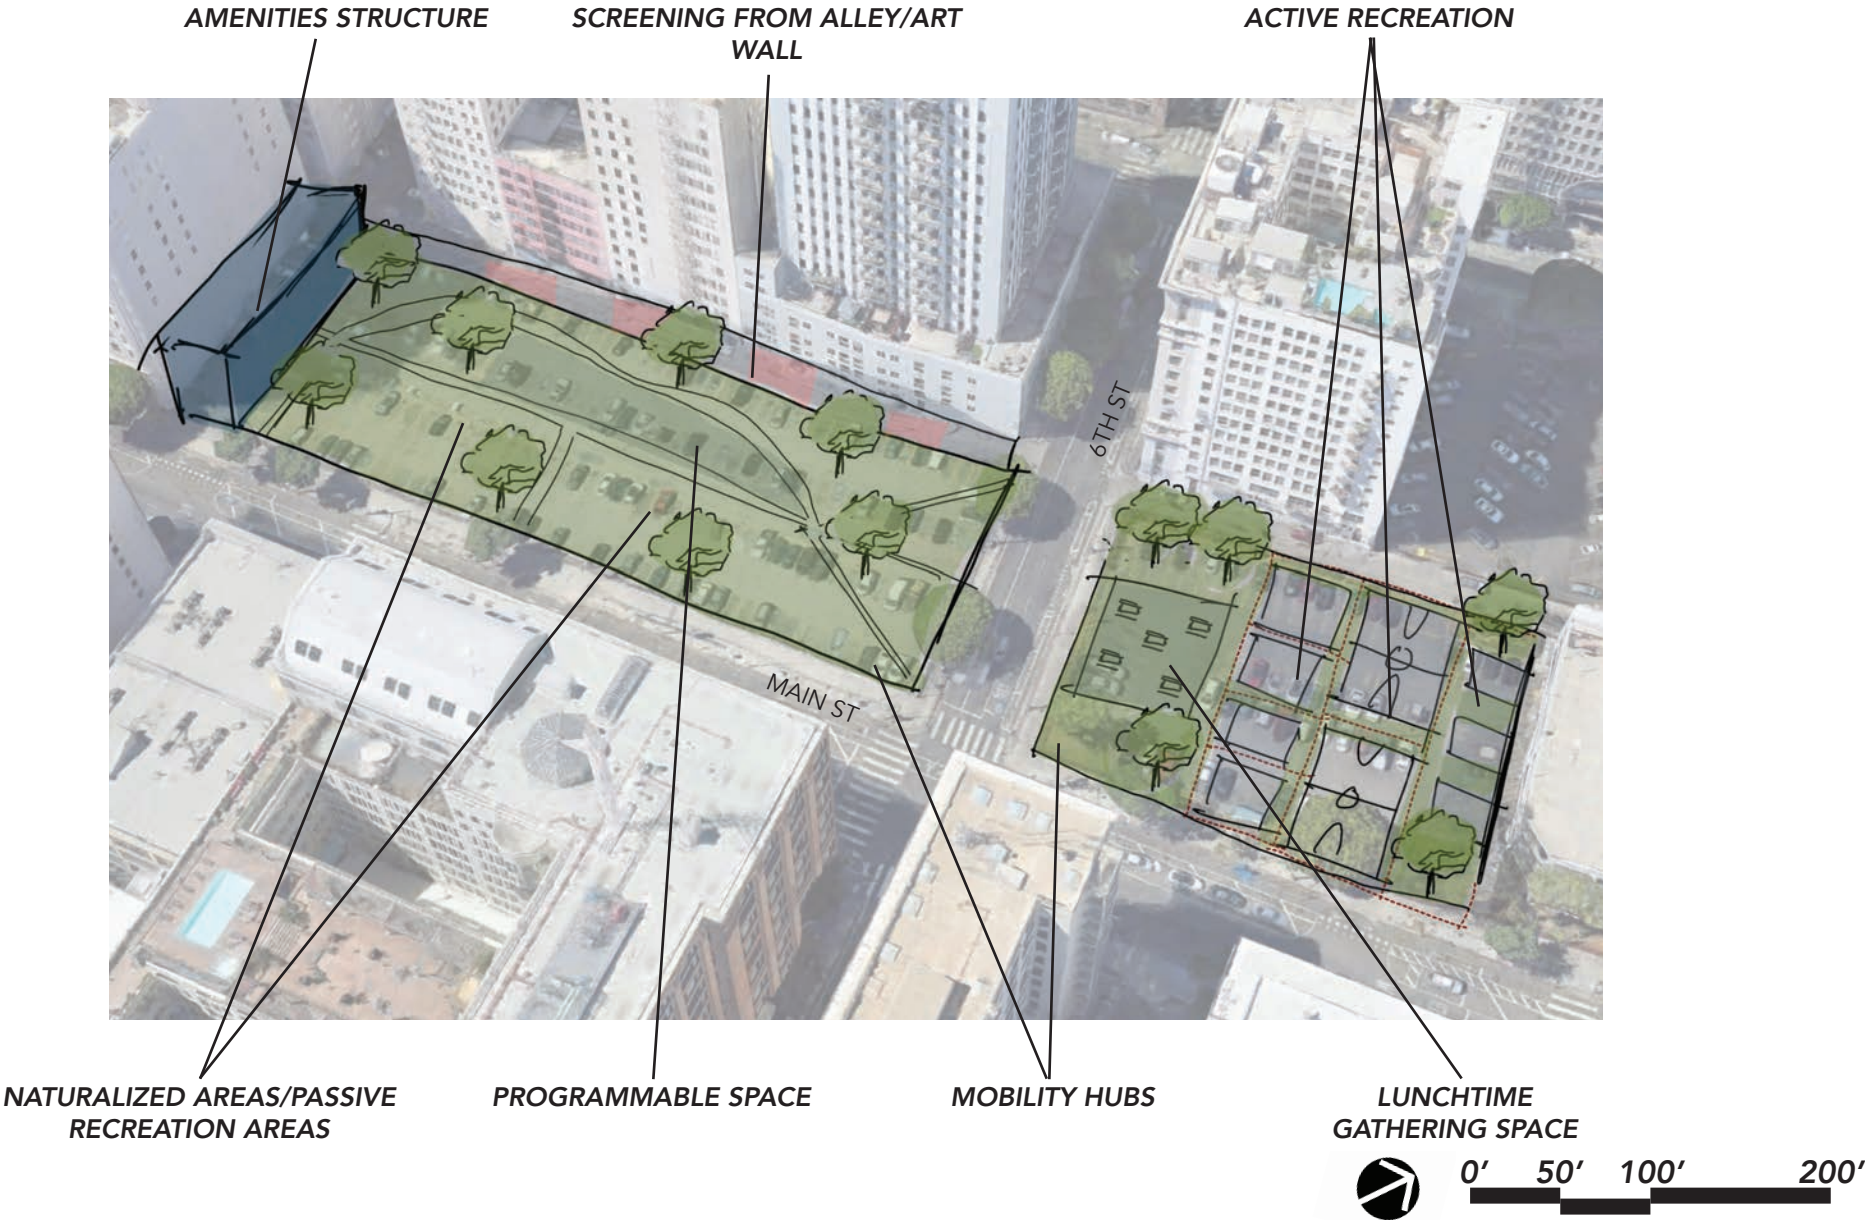 AMENITIES STRUCTURE
SCREENING FROM ALLEY/ART
WALL
ACTIVE RECREATION
6TH ST
MAIN ST
NATURALIZED AREAS/PASSIVE
RECREATION AREAS
PROGRAMMABLE SPACE
MOBILITY HUBS
LUNCHTIME
GATHERING SPACE
0' 50' 100' 200'